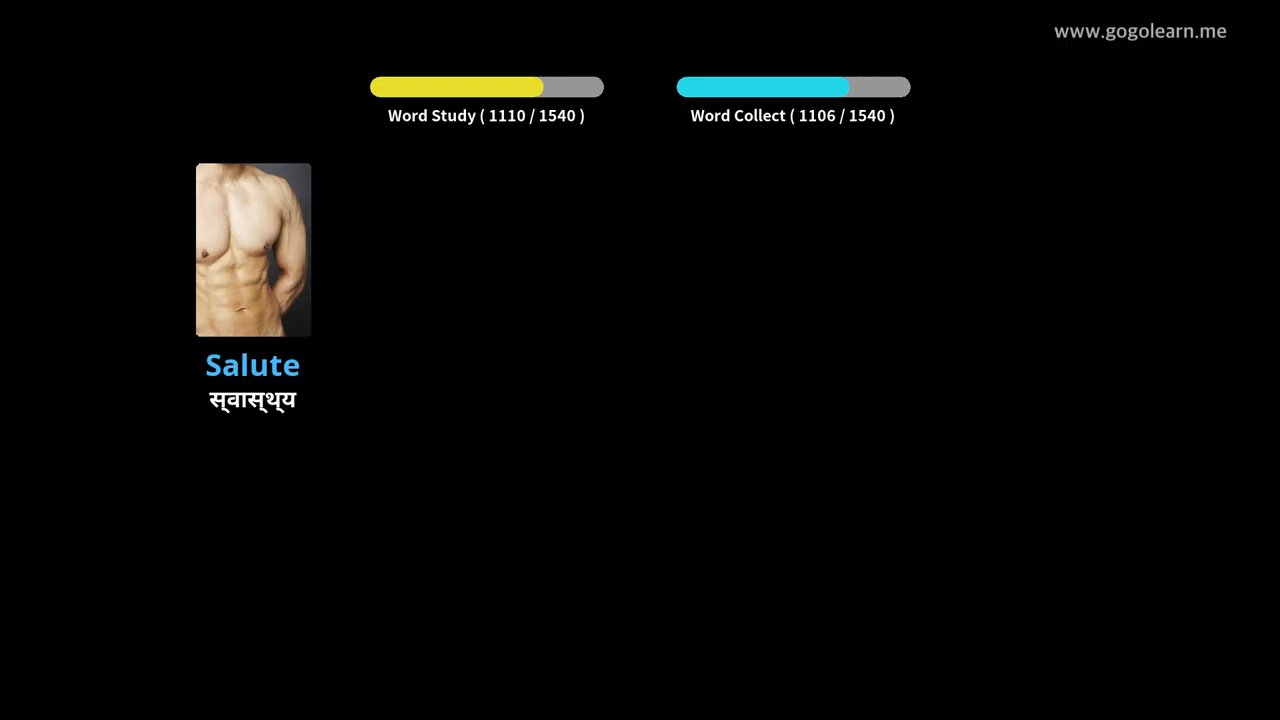 www.gogolearn.me
Word Study ( 1110 / 1540 )
Word Collect ( 1106 / 1540 )
Salute
स्वास्थ्य